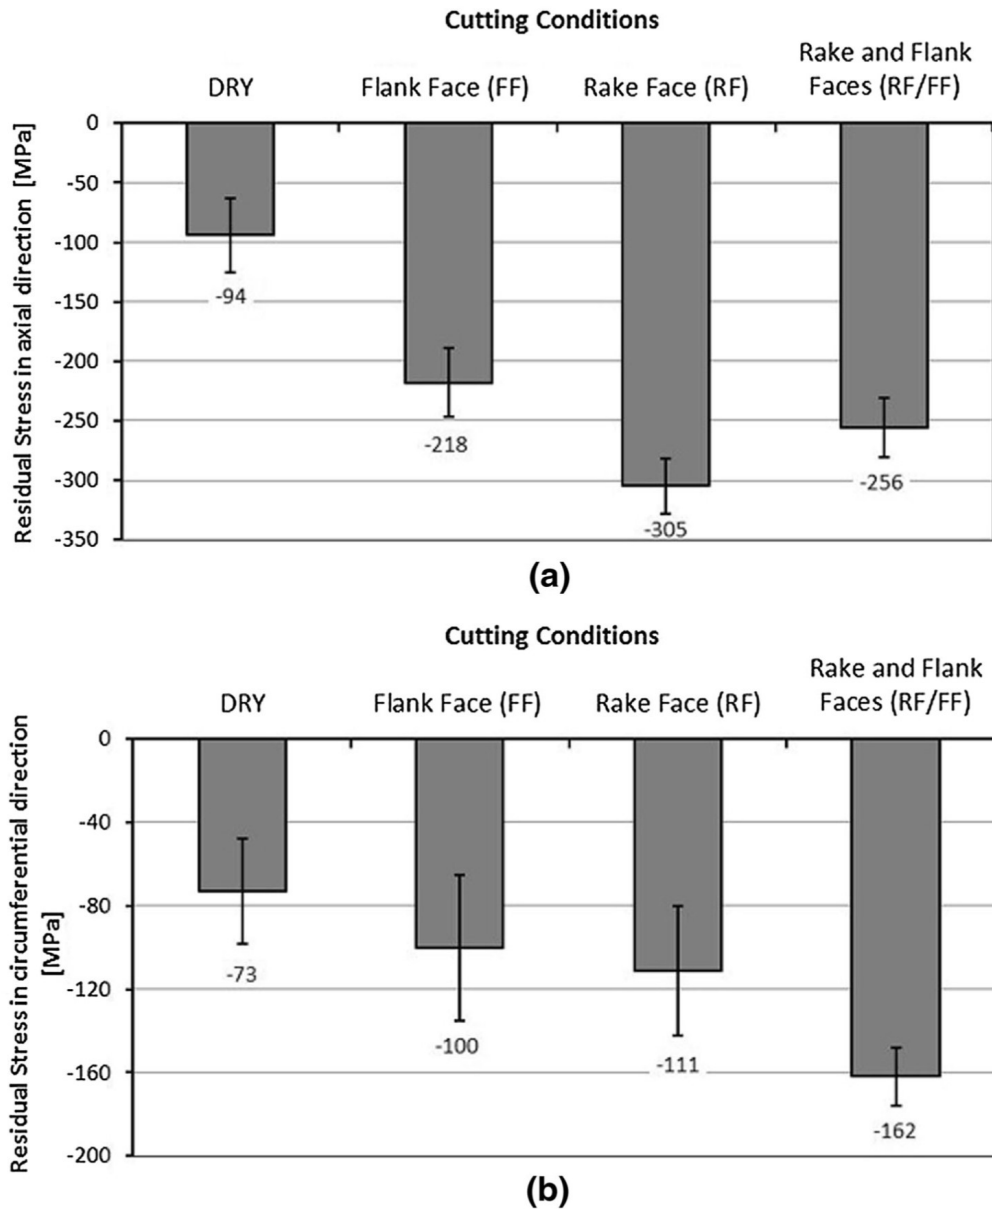 Cutting Conditions
DRY
Flank Face (FF)
Rake Face (RF)
Rake and Flank
Faces (RF/FF)
Residual Stress in axial direction [MPa]
0
-50
-100
-150
-200
-250
-300
-350
-94
-218
-305
-256
(a)
Cutting Conditions
DRY
Flank Face (FF)
Rake Face (RF)
Rake and Flank
Faces (RF/FF)
Residual Stress in circumferential direction
[MPa]
0
-40
-80
-120
-160
-200
-73
-100
-111
-162
(b)